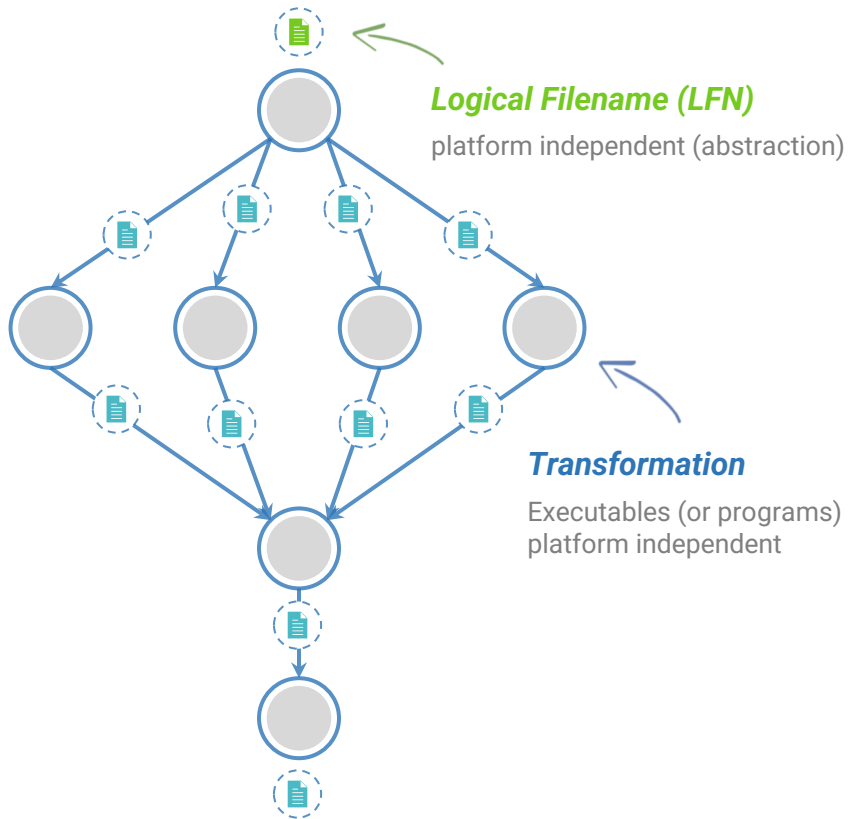 Logical Filename (LFN)
platform independent (abstraction)
Transformation
Executables (or programs)
platform independent